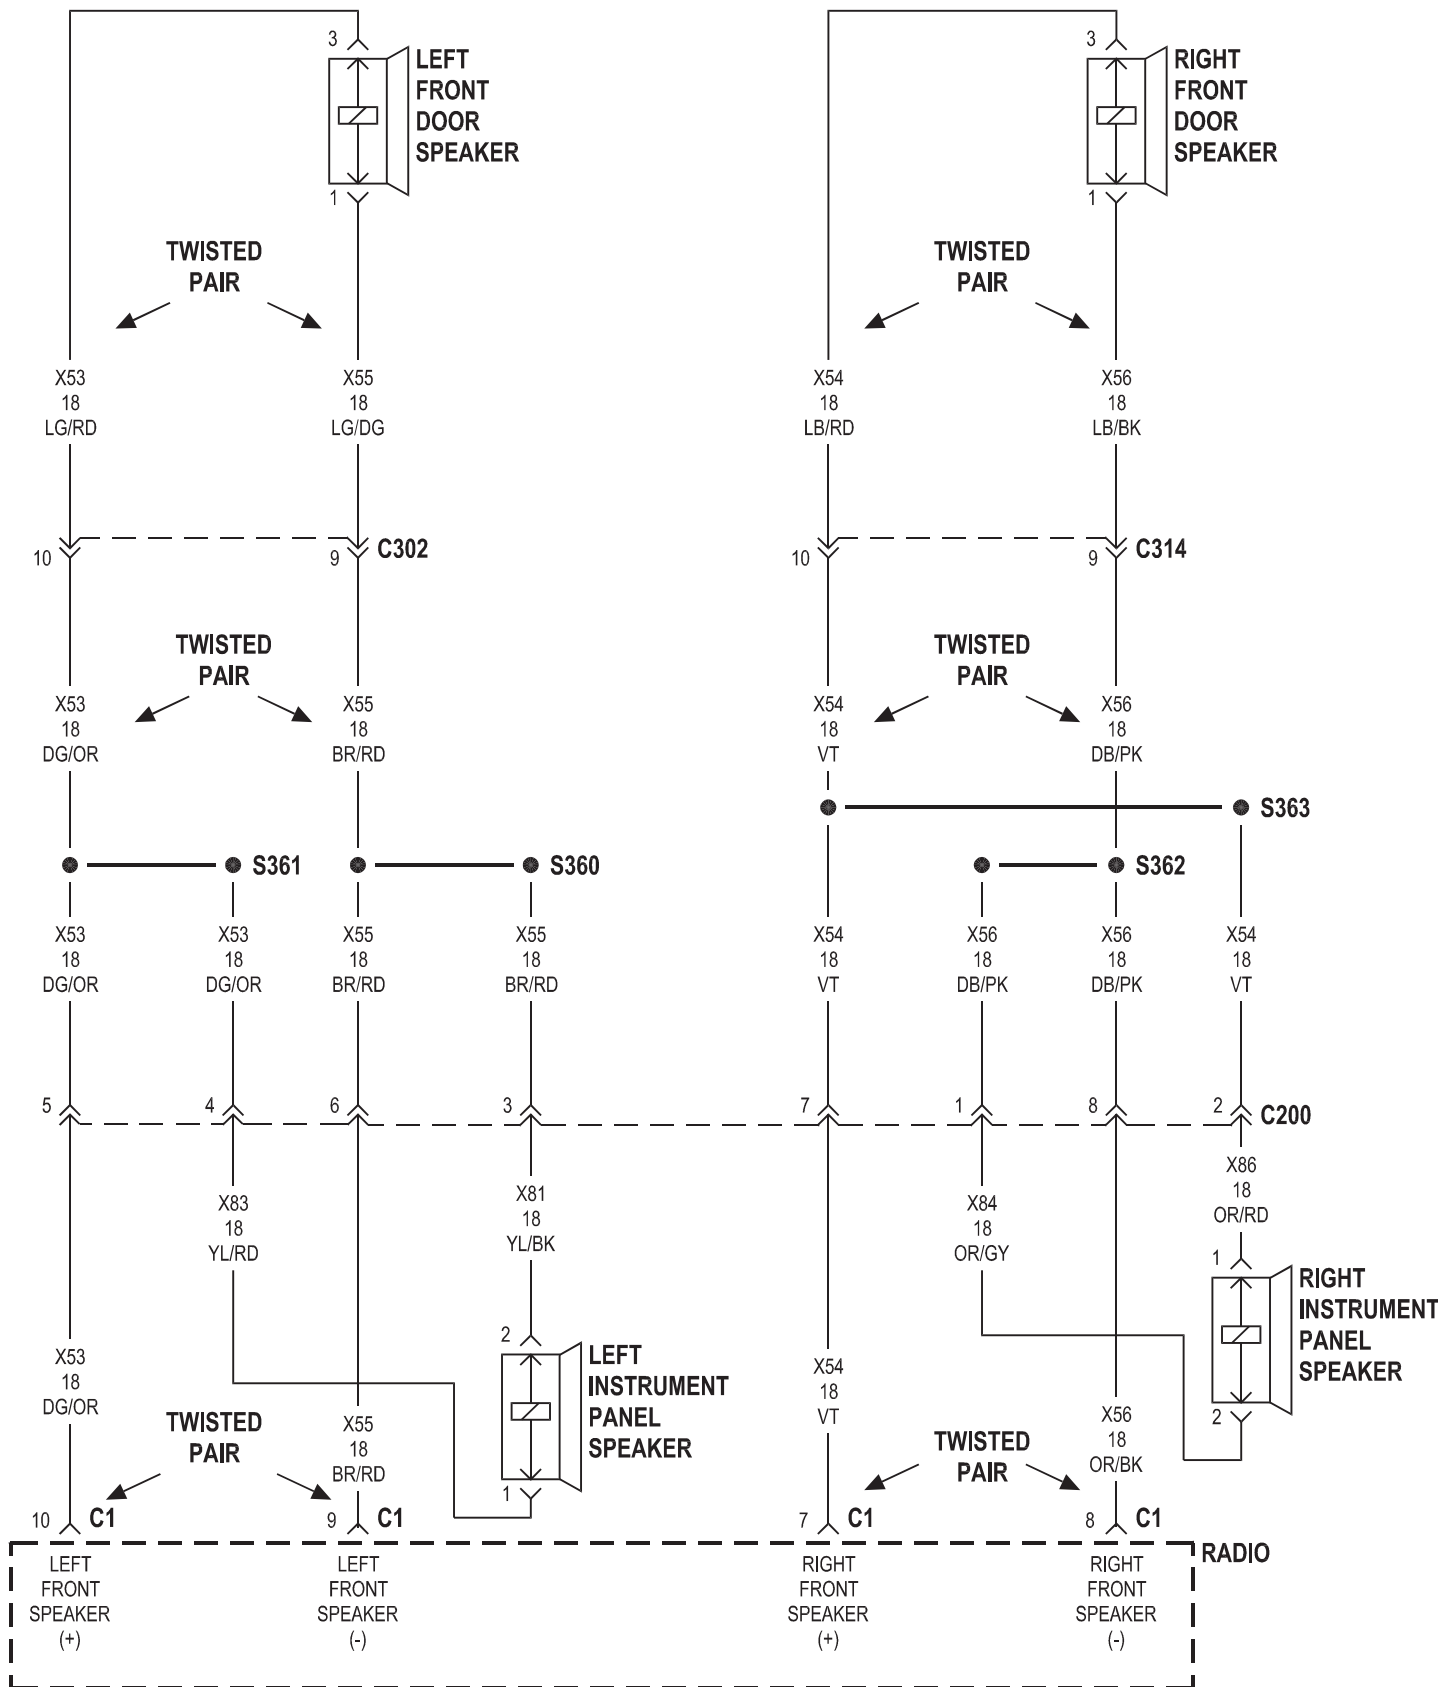 3
LEFT
FRONT
DOOR
SPEAKER
1
3
RIGHT
FRONT
DOOR
SPEAKER
1
TWISTED
PAIR
TWISTED
PAIR
X53
18
LG/RD
X55
18
LG/DG
X54
18
LB/RD
X56
18
LB/BK
10
9
C302
10
9
C314
TWISTED
PAIR
TWISTED
PAIR
X53
18
DG/OR
X55
18
BR/RD
X54
18
VT
X56
18
DB/PK
S363
S361
S360
S362
X53
18
DG/OR
X53
18
DG/OR
X55
18
BR/RD
X55
18
BR/RD
X54
18
VT
X56
18
DB/PK
X56
18
DB/PK
X54
18
VT
5
4
6
3
7
1
8
2
C200
X83
18
YL/RD
X81
18
YL/BK
X84
18
OR/GY
X86
18
OR/RD
1
RIGHT
INSTRUMENT
PANEL
SPEAKER
2
2
LEFT
INSTRUMENT
PANEL
SPEAKER
1
X53
18
DG/OR
X55
18
BR/RD
X54
18
VT
X56
18
OR/BK
TWISTED
PAIR
TWISTED
PAIR
10
C1
9
C1
7
C1
8
C1
RADIO
LEFT
FRONT
SPEAKER
(+)
LEFT
FRONT
SPEAKER
(-)
RIGHT
FRONT
SPEAKER
(+)
RIGHT
FRONT
SPEAKER
(-)